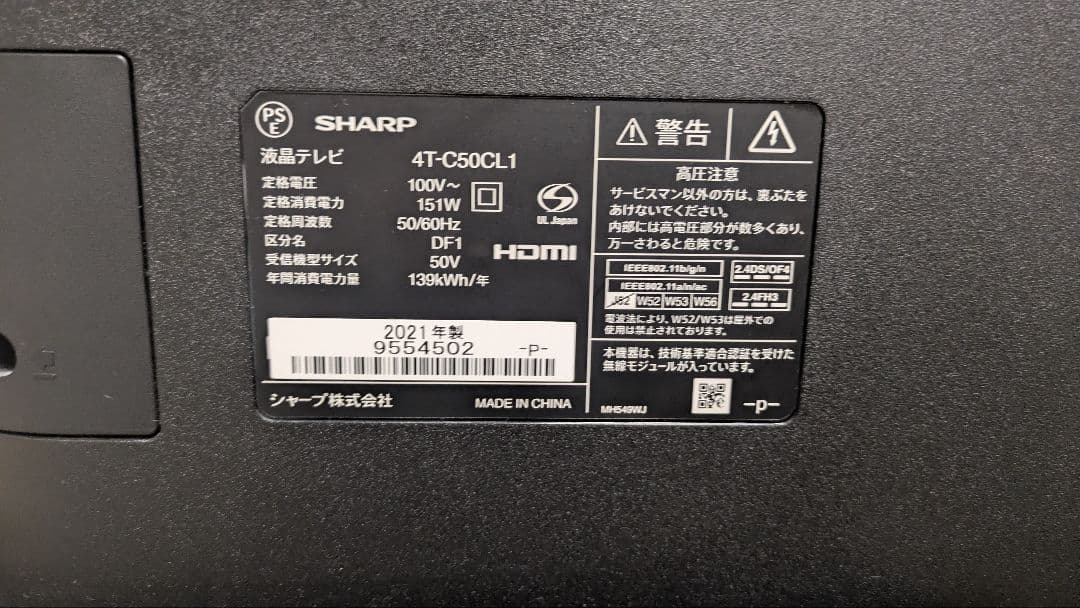 PS
E
SHARP
液晶テレビ 4T-C50CL1
定格電圧 100V～
定格消費電力 151W
定格周波数 50/60Hz
区分名 DF1
受信機型サイズ 50V
年間消費電力量 139kWh/年
UL Japan
HDMI
2021年製
9554502 -P-
シャープ株式会社 MADE IN CHINA
警告
高圧注意
サービスマン以外の方は、裏ぶたを
あけないでください。
内部には高電圧部分が数多くあり、
万一さわると危険です。
IEEE802.11b/g/n
IEEE802.11a/n/ac
J52 W52 W53 W56
2.4DS/OF4
2.4FH3
電波法により、W52/W53は屋外での
使用は禁止されております。
本機器は、技術基準適合認証を受けた
無線モジュールが入っています。
MH549WJ -p-